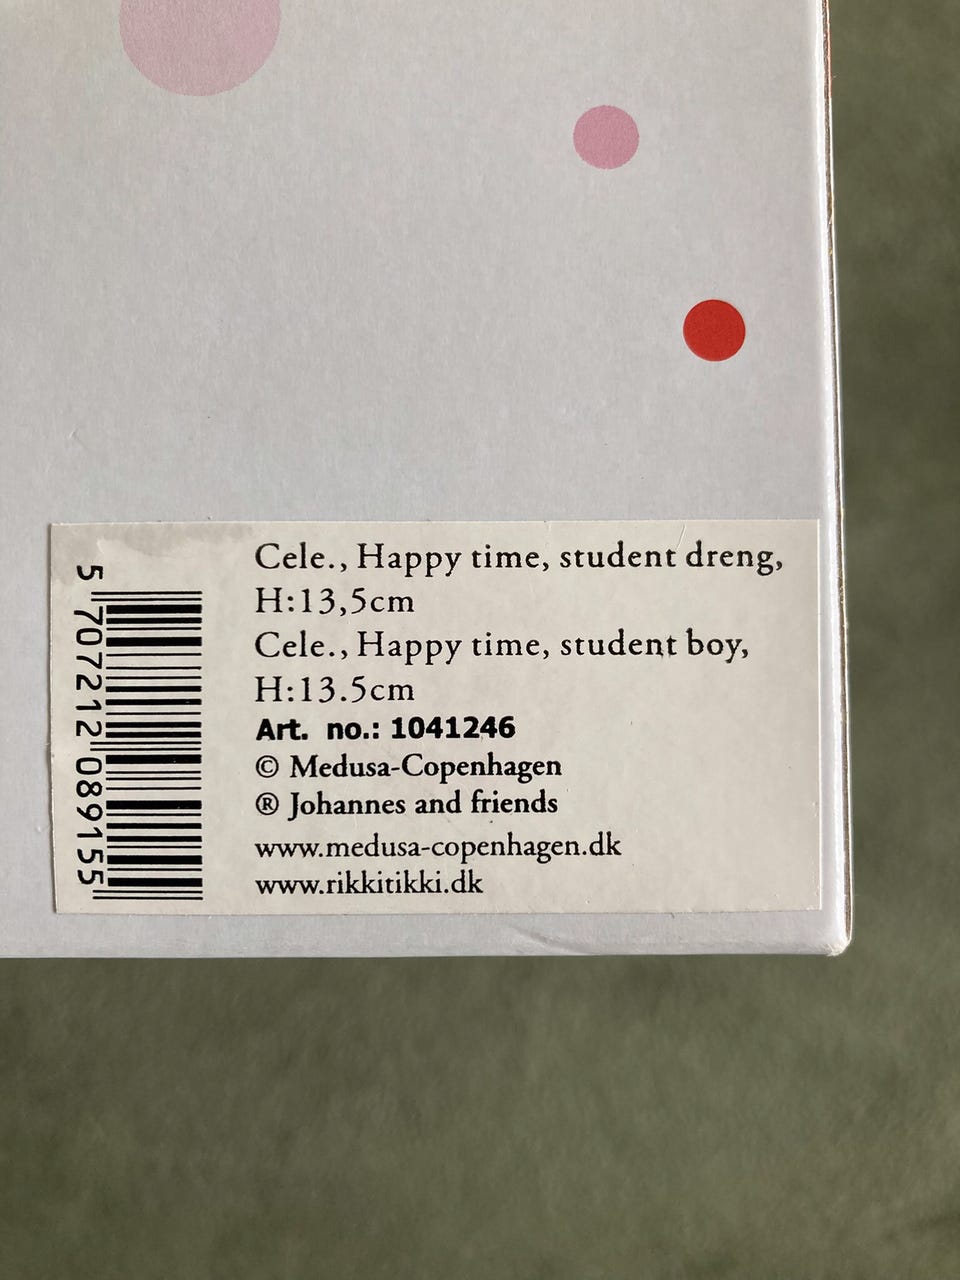 Cele., Happy time, student dreng,
H:13,5cm
Cele., Happy time, student boy,
H:13.5cm
Art. no.: 1041246
© Medusa-Copenhagen
® Johannes and friends
www.medusa-copenhagen.dk
www.rikkitikki.dk
5 707212 089155